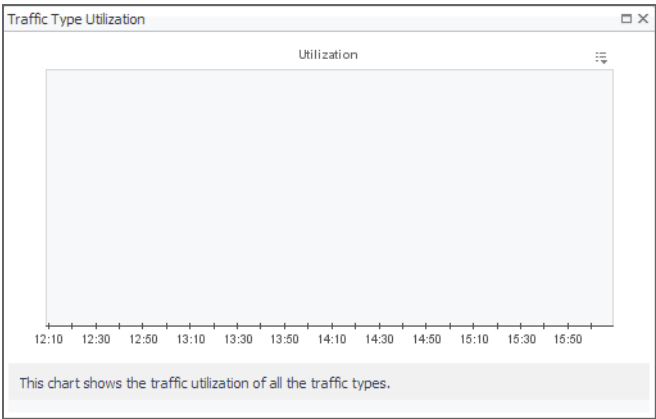 Traffic Type Utilization
Utilization
12:10 12:30 12:50 13:10 13:30 13:50 14:10 14:30 14:50 15:10 15:30 15:50
This chart shows the traffic utilization of all the traffic types.